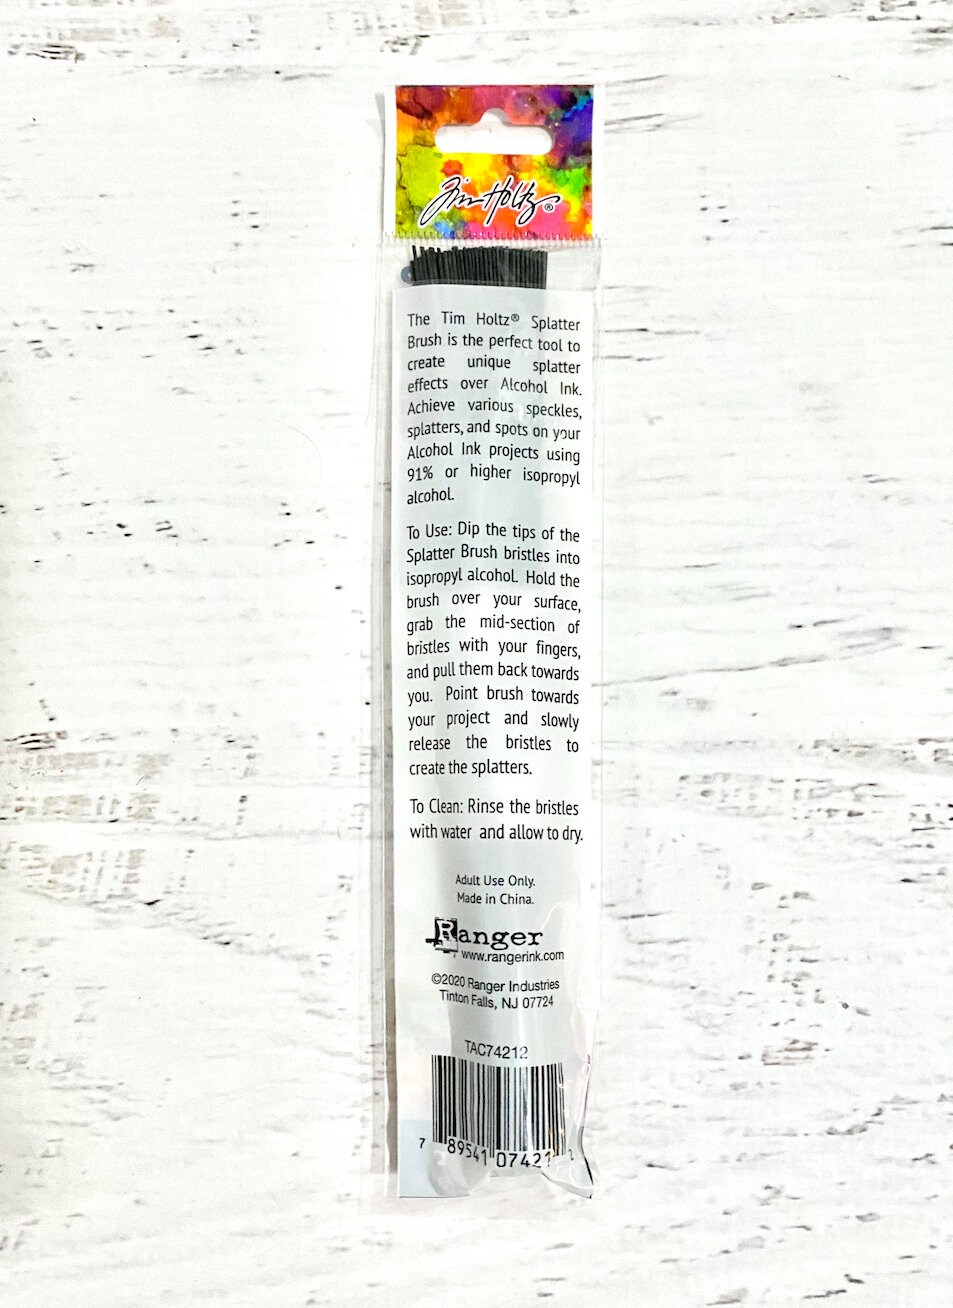 Tim Holtz®
The Tim Holtz® Splatter
Brush is the perfect tool to
create unique splatter
effects over Alcohol Ink.
Achieve various speckles,
splatters, and spots on your
Alcohol Ink projects using
91% or higher isopropyl
alcohol.
To Use: Dip the tips of the
Splatter Brush bristles into
isopropyl alcohol. Hold the
brush over your surface,
grab the mid-section of
bristles with your fingers,
and pull them back towards
you. Point brush towards
your project and slowly
release the bristles to
create the splatters.
To Clean: Rinse the bristles
with water and allow to dry.
Adult Use Only.
Made in China.
Ranger
www.rangerink.com
©2020 Ranger Industries
Tinton Falls, NJ 07724
TAC74212
7 89541 07421 2